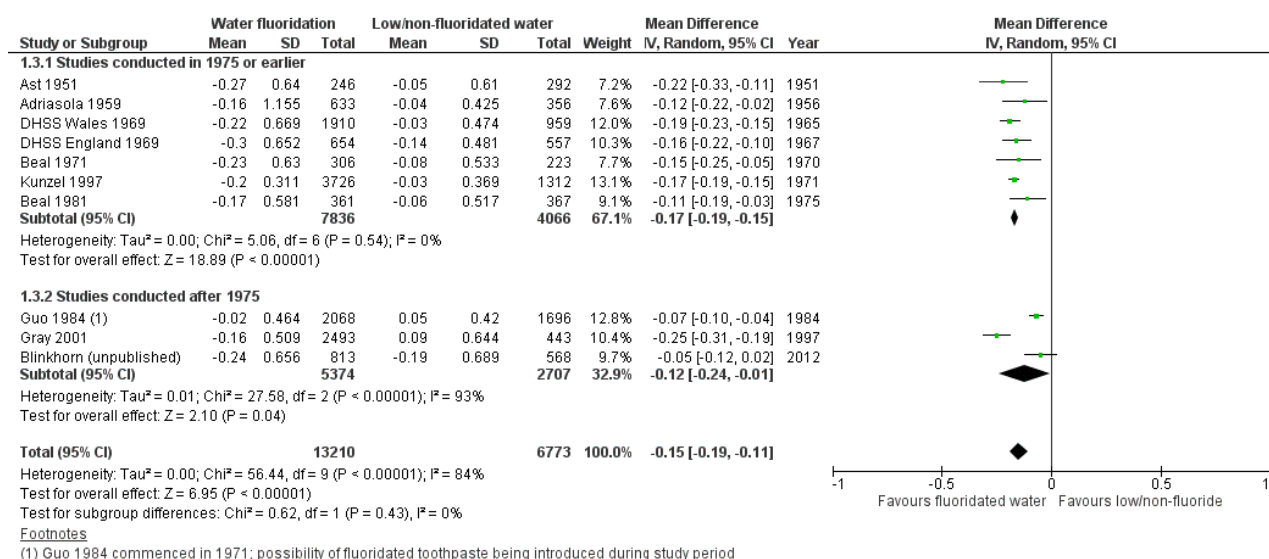 Water fluoridation Low/non-fluoridated water Mean Difference Mean Difference
Study or Subgroup Mean SD Total Mean SD Total Weight IV, Random, 95% CI Year IV, Random, 95% CI
1.3.1 Studies conducted in 1975 or earlier
Ast 1951 -0.27 0.64 246 -0.05 0.61 292 7.2% -0.22 [-0.33, -0.11] 1951
Adriasola 1959 -0.16 1.155 633 -0.04 0.425 356 7.6% -0.12 [-0.22, -0.02] 1956
DHSS Wales 1969 -0.22 0.669 1910 -0.03 0.474 959 12.0% -0.19 [-0.23, -0.15] 1965
DHSS England 1969 -0.3 0.652 654 -0.14 0.481 557 10.3% -0.16 [-0.22, -0.10] 1967
Beal 1971 -0.23 0.63 306 -0.08 0.533 223 7.7% -0.15 [-0.25, -0.05] 1970
Kunzel 1997 -0.2 0.311 3726 -0.03 0.369 1312 13.1% -0.17 [-0.19, -0.15] 1971
Beal 1981 -0.17 0.581 361 -0.06 0.517 367 9.1% -0.11 [-0.19, -0.03] 1975
Subtotal (95% CI) 7836 4066 67.1% -0.17 [-0.19, -0.15]
Heterogeneity: Tau² = 0.00; Chi² = 5.06, df = 6 (P = 0.54); I² = 0%
Test for overall effect: Z = 18.89 (P < 0.00001)
1.3.2 Studies conducted after 1975
Guo 1984 (1) -0.02 0.464 2068 0.05 0.42 1696 12.8% -0.07 [-0.10, -0.04] 1984
Gray 2001 -0.16 0.509 2493 0.09 0.644 443 10.4% -0.25 [-0.31, -0.19] 1997
Blinkhorn (unpublished) -0.24 0.656 813 -0.19 0.689 568 9.7% -0.05 [-0.12, 0.02] 2012
Subtotal (95% CI) 5374 2707 32.9% -0.12 [-0.24, -0.01]
Heterogeneity: Tau² = 0.01; Chi² = 27.58, df = 2 (P < 0.00001); I² = 93%
Test for overall effect: Z = 2.10 (P = 0.04)
Total (95% CI) 13210 6773 100.0% -0.15 [-0.19, -0.11]
Heterogeneity: Tau² = 0.00; Chi² = 56.44, df = 9 (P < 0.00001); I² = 84%
Test for overall effect: Z = 6.95 (P < 0.00001)
Test for subgroup differences: Chi² = 0.62, df = 1 (P = 0.43), I² = 0%
-0.5 0 0.5 1
Favours fluoridated water Favours low/non-fluoride
Footnotes
(1) Guo 1984 commenced in 1971; possibility of fluoridated toothpaste being introduced during study period